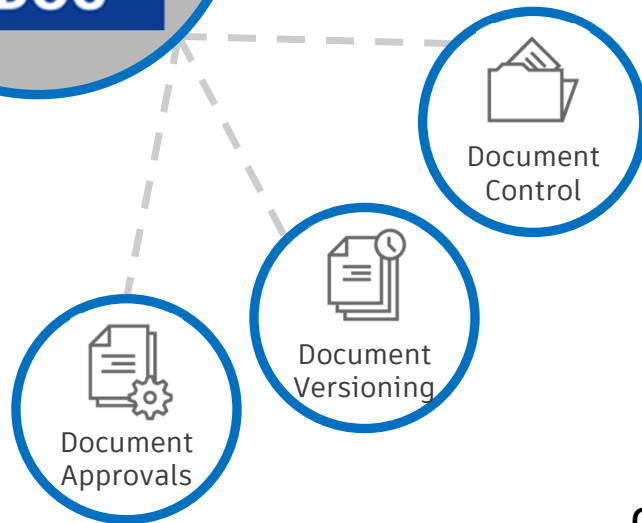 Document
Control
Document
Versioning
Document
Approvals